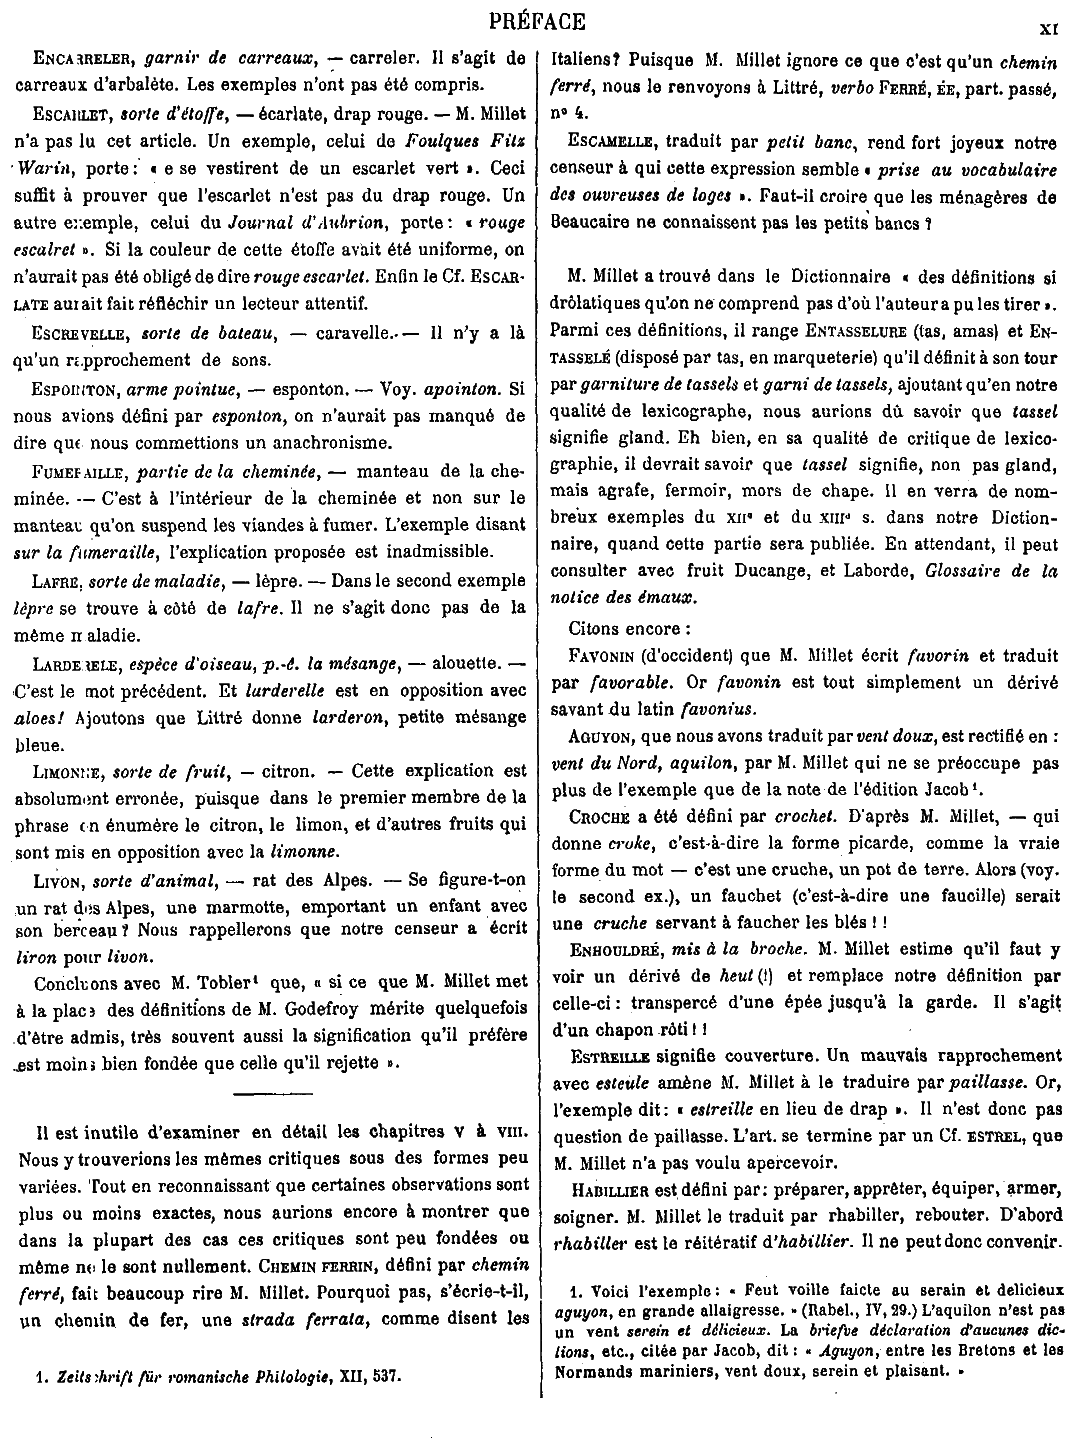 PRÉFACE
XI
ENCARRELER, garnir de carreaux, — carreler. Il s'agit de
carreaux d'arbalète. Les exemples n'ont pas été compris.
ESCARLET, sorte d'étoffe, — écarlate, drap rouge. — M. Millet
n'a pas lu cet article. Un exemple, celui de Foulques Fitz
Warin, porte : « e se vestirent de un escarlet vert ». Ceci
suffit à prouver que l'escarlet n'est pas du drap rouge. Un
autre exemple, celui du Journal d'Aubrion, porte : « rouge
escalret ». Si la couleur de cette étoffe avait été uniforme, on
n'aurait pas été obligé de dire rouge escarlet. Enfin le Cf. ESCAR-
LATE aurait fait réfléchir un lecteur attentif.
ESCREVELLE, sorte de bateau, — caravelle. — Il n'y a là
qu'un rapprochement de sons.
ESPOINTON, arme pointue, — esponton. — Voy. apointon. Si
nous avions défini par esponton, on n'aurait pas manqué de
dire que nous commettions un anachronisme.
FUMERAILLE, partie de la cheminée, — manteau de la che-
minée. — C'est à l'intérieur de la cheminée et non sur le
manteau qu'on suspend les viandes à fumer. L'exemple disant
sur la fumeraille, l'explication proposée est inadmissible.
LAFRE, sorte de maladie, — lèpre. — Dans le second exemple
lèpre se trouve à côté de lafre. Il ne s'agit donc pas de la
même maladie.
LARDERELE, espèce d'oiseau, p.-ê. la mésange, — alouette. —
C'est le mot précédent. Et larderelle est en opposition avec
aloes! Ajoutons que Littré donne larderon, petite mésange
bleue.
LIMONNE, sorte de fruit, — citron. — Cette explication est
absolument erronée, puisque dans le premier membre de la
phrase on énumère le citron, le limon, et d'autres fruits qui
sont mis en opposition avec la limonne.
LIVON, sorte d'animal, — rat des Alpes. — Se figure-t-on
un rat des Alpes, une marmotte, emportant un enfant avec
son berceau? Nous rappellerons que notre censeur a écrit
liron pour livon.
Concluons avec M. Tobler¹ que, « si ce que M. Millet met
à la place des définitions de M. Godefroy mérite quelquefois
d'être admis, très souvent aussi la signification qu'il préfère
est moins bien fondée que celle qu'il rejette ».
Il est inutile d'examiner en détail les chapitres V à VIII.
Nous y trouverions les mêmes critiques sous des formes peu
variées. Tout en reconnaissant que certaines observations sont
plus ou moins exactes, nous aurions encore à montrer que
dans la plupart des cas ces critiques sont peu fondées ou
même ne le sont nullement. CHEMIN FERRIN, défini par chemin
ferré, fait beaucoup rire M. Millet. Pourquoi pas, s'écrie-t-il,
un chemin de fer, une strada ferrata, comme disent les
1. Zeitschrift für romanische Philologie, XII, 537.
Italiens? Puisque M. Millet ignore ce que c'est qu'un chemin
ferré, nous le renvoyons à Littré, verbo FERRÉ, ÉE, part. passé,
n° 4.
ESCAMELLE, traduit par petit banc, rend fort joyeux notre
censeur à qui cette expression semble « prise au vocabulaire
des ouvreuses de loges ». Faut-il croire que les ménagères de
Beaucaire ne connaissent pas les petits bancs ?
M. Millet a trouvé dans le Dictionnaire « des définitions si
drôlatiques qu'on ne comprend pas d'où l'auteur a pu les tirer ».
Parmi ces définitions, il range ENTASSELURE (tas, amas) et EN-
TASSELÉ (disposé par tas, en marqueterie) qu'il définit à son tour
par garniture de tassels et garni de tassels, ajoutant qu'en notre
qualité de lexicographe, nous aurions dû savoir que tassel
signifie gland. Eh bien, en sa qualité de critique de lexico-
graphie, il devrait savoir que tassel signifie, non pas gland,
mais agrafe, fermoir, mors de chape. Il en verra de nom-
breux exemples du XIIᵉ et du XIIIᵉ s. dans notre Diction-
naire, quand cette partie sera publiée. En attendant, il peut
consulter avec fruit Ducange, et Laborde, Glossaire de la
notice des émaux.
Citons encore :
FAVONIN (d'occident) que M. Millet écrit favorin et traduit
par favorable. Or favonin est tout simplement un dérivé
savant du latin favonius.
AGUYON, que nous avons traduit par vent doux, est rectifié en :
vent du Nord, aquilon, par M. Millet qui ne se préoccupe pas
plus de l'exemple que de la note de l'édition Jacob¹.
CROCHE a été défini par crochet. D'après M. Millet, — qui
donne cruke, c'est-à-dire la forme picarde, comme la vraie
forme du mot — c'est une cruche, un pot de terre. Alors (voy.
le second ex.), un fauchet (c'est-à-dire une faucille) serait
une cruche servant à faucher les blés ! !
ENHOULDRÉ, mis à la broche. M. Millet estime qu'il faut y
voir un dérivé de heut (!) et remplace notre définition par
celle-ci : transpercé d'une épée jusqu'à la garde. Il s'agit
d'un chapon rôti ! !
ESTREILLE signifie couverture. Un mauvais rapprochement
avec esteule amène M. Millet à le traduire par paillasse. Or,
l'exemple dit : « estreille en lieu de drap ». Il n'est donc pas
question de paillasse. L'art. se termine par un Cf. ESTREL, que
M. Millet n'a pas voulu apercevoir.
HABILLIER est défini par : préparer, apprêter, équiper, armer,
soigner. M. Millet le traduit par rhabiller, rebouter. D'abord
rhabiller est le réitératif d'habillier. Il ne peut donc convenir.
1. Voici l'exemple : « Feut voille faicte au serain et delicieux
aguyon, en grande allaigresse. » (Rabel., IV, 29.) L'aquilon n'est pas
un vent serein et délicieux. La briefve déclaration d'aucunes dic-
tions, etc., citée par Jacob, dit : « Aguyon, entre les Bretons et les
Normands mariniers, vent doux, serein et plaisant. »